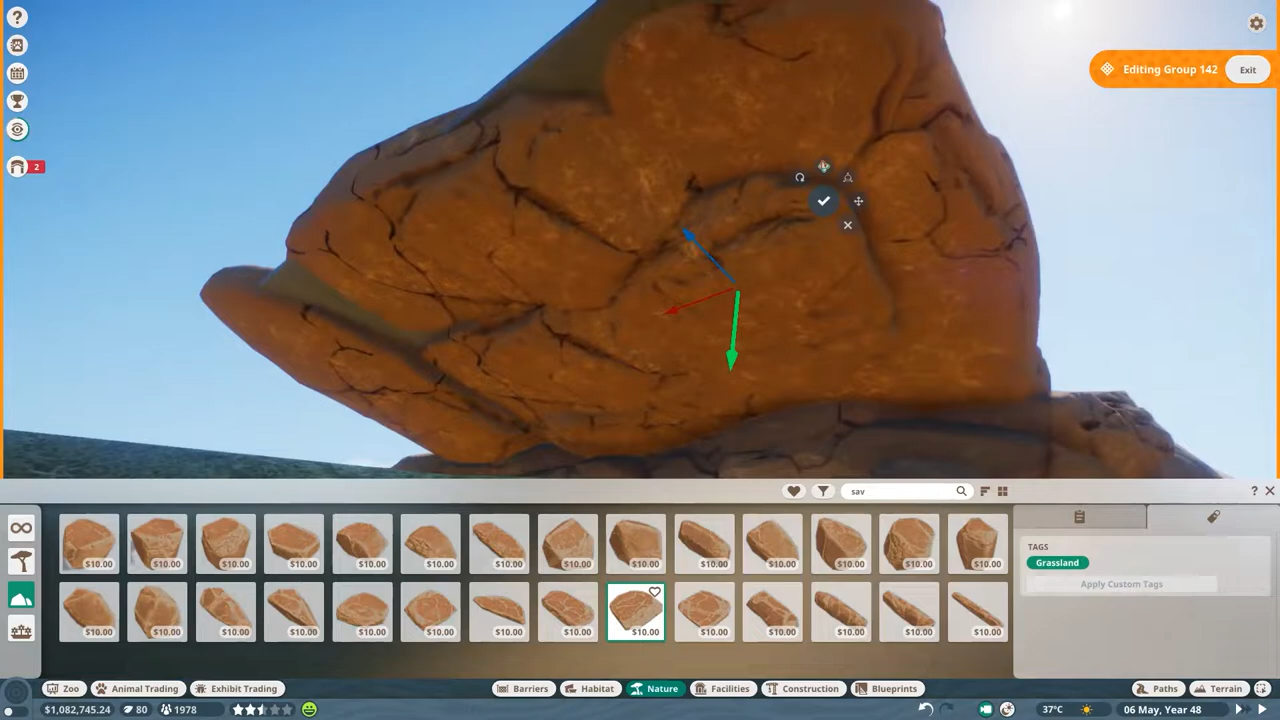 ?
Editing Group 142 Exit
2
sav
? ×
$10.00 $10.00 $10.00 $10.00 $10.00 $10.00 $10.00 $10.00 $10.00 $10.00 $10.00 $10.00 $10.00 $10.00
TAGS
Grassland
Apply Custom Tags
$10.00 $10.00 $10.00 $10.00 $10.00 $10.00 $10.00 $10.00 $10.00 $10.00 $10.00 $10.00 $10.00 $10.00
Zoo Animal Trading Exhibit Trading Barriers Habitat Nature Facilities Construction Blueprints Paths Terrain
$1,082,745.24 80 1978 37°C 06 May, Year 48